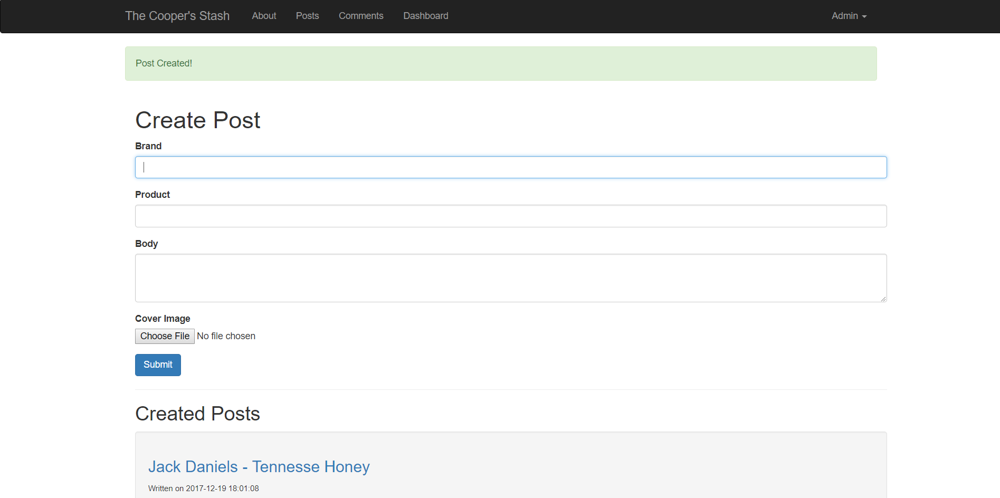 The Cooper's Stash About Posts Comments Dashboard Admin
Post Created!
Create Post
Brand
Product
Body
Cover Image
Choose File No file chosen
Submit
Created Posts
Jack Daniels - Tennesse Honey
Written on 2017-12-19 18:01:08